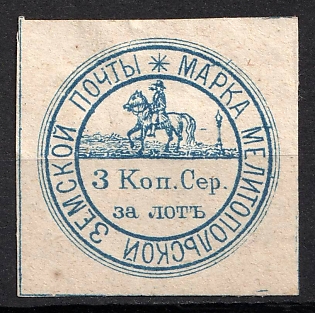 МАРКА МЕЛИТОПОЛЬСКОЙ ЗЕМСКОЙ ПОЧТЫ *
3 Коп. Сер.
за лотъ